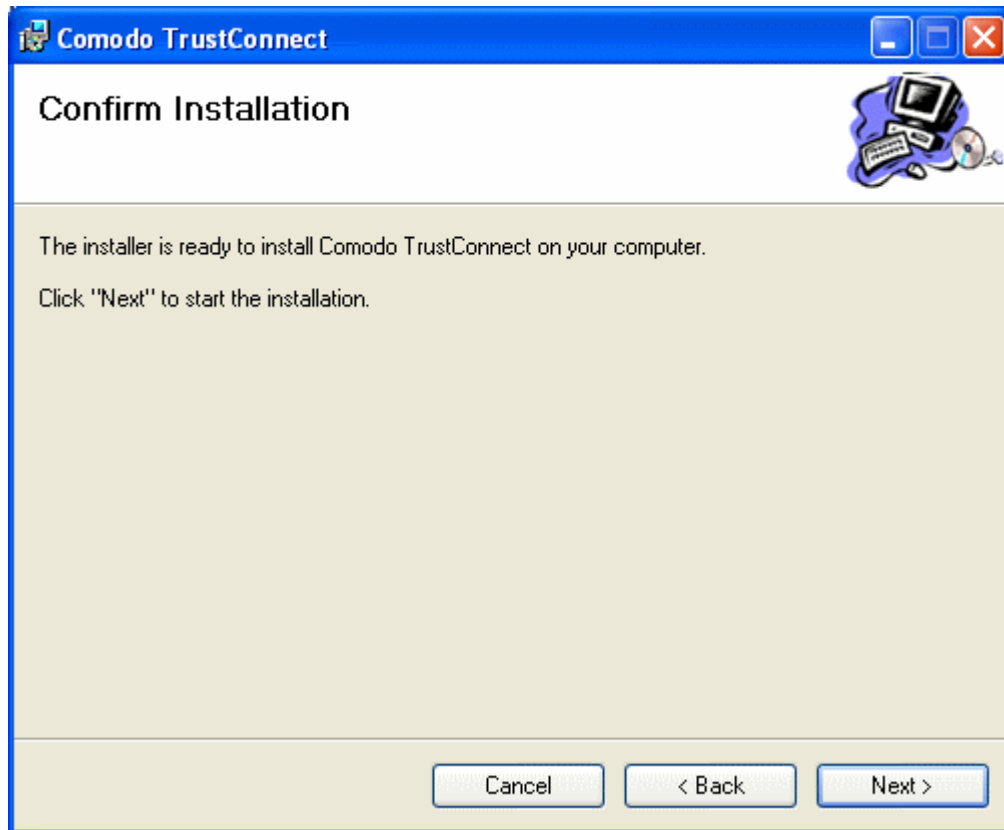 Comodo TrustConnect
Confirm Installation
The installer is ready to install Comodo TrustConnect on your computer.
Click "Next" to start the installation.
Cancel
< Back
Next >